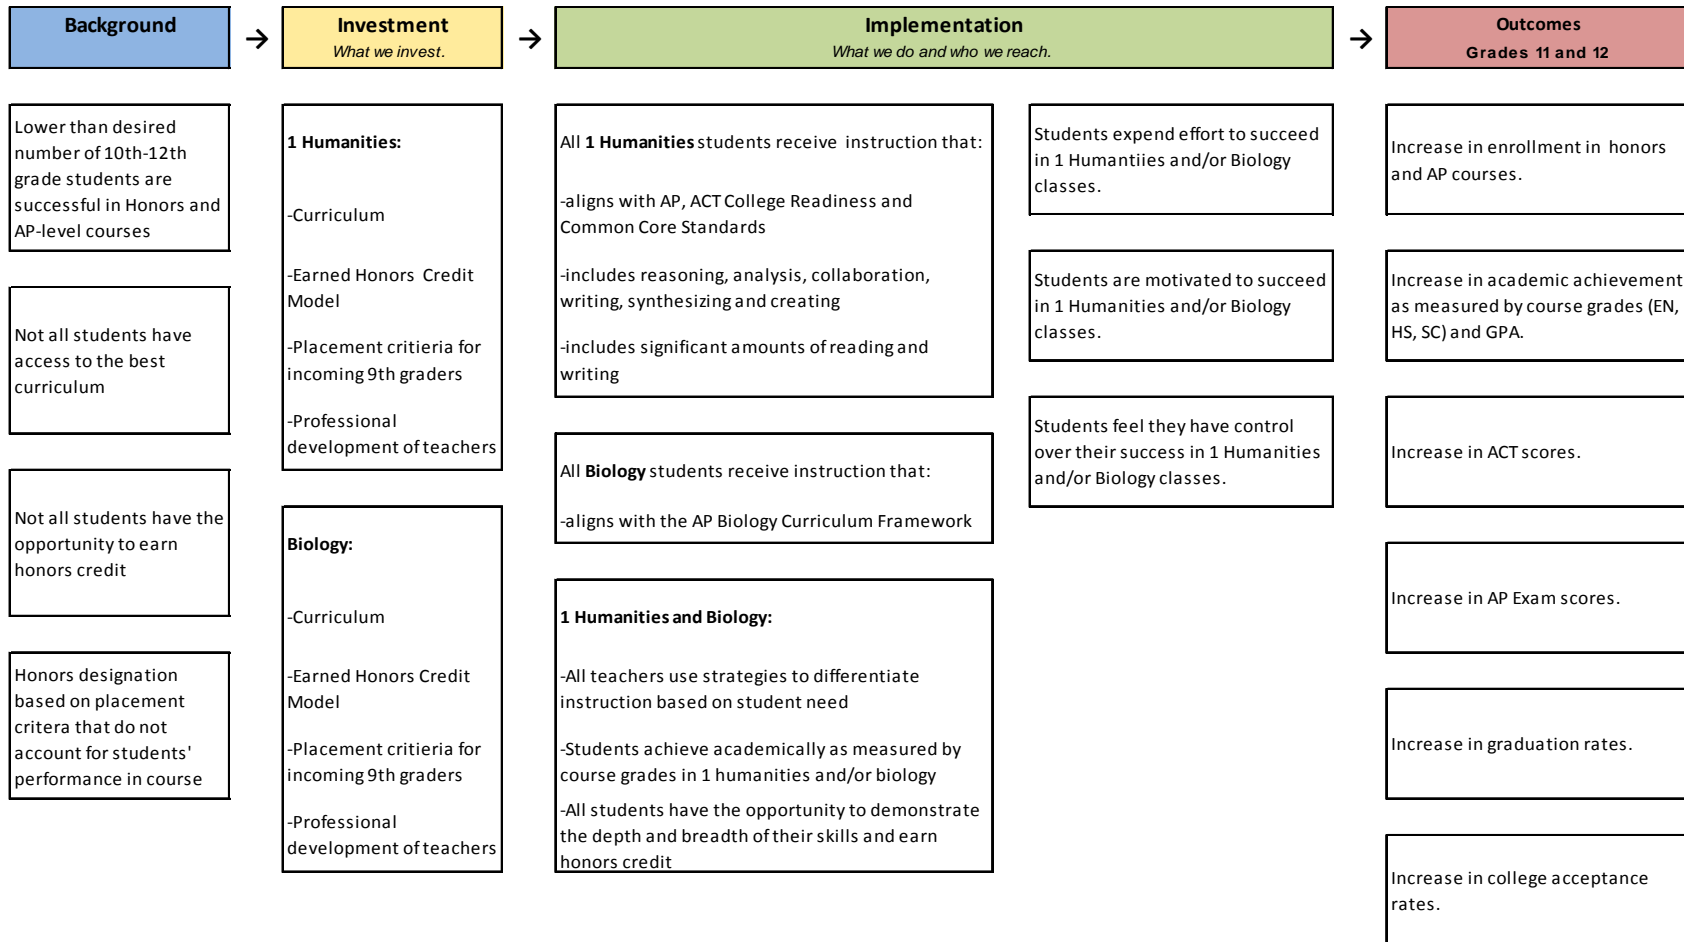 Background
→
Investment
What we invest.
→
Implementation
What we do and who we reach.
→
Outcomes
Grades 11 and 12
Lower than desired
number of 10th-12th
grade students are
successful in Honors and
AP-level courses
Not all students have
access to the best
curriculum
Not all students have the
opportunity to earn
honors credit
Honors designation
based on placement
critera that do not
account for students'
performance in course
1 Humanities:
-Curriculum
-Earned Honors Credit
Model
-Placement critieria for
incoming 9th graders
-Professional
development of teachers
Biology:
-Curriculum
-Earned Honors Credit
Model
-Placement critieria for
incoming 9th graders
-Professional
development of teachers
All 1 Humanities students receive instruction that:
-aligns with AP, ACT College Readiness and
Common Core Standards
-includes reasoning, analysis, collaboration,
writing, synthesizing and creating
-includes significant amounts of reading and
writing
All Biology students receive instruction that:
-aligns with the AP Biology Curriculum Framework
1 Humanities and Biology:
-All teachers use strategies to differentiate
instruction based on student need
-Students achieve academically as measured by
course grades in 1 humanities and/or biology
-All students have the opportunity to demonstrate
the depth and breadth of their skills and earn
honors credit
Students expend effort to succeed
in 1 Humantiies and/or Biology
classes.
Students are motivated to succeed
in 1 Humanities and/or Biology
classes.
Students feel they have control
over their success in 1 Humanities
and/or Biology classes.
Increase in enrollment in honors
and AP courses.
Increase in academic achievement
as measured by course grades (EN,
HS, SC) and GPA.
Increase in ACT scores.
Increase in AP Exam scores.
Increase in graduation rates.
Increase in college acceptance
rates.